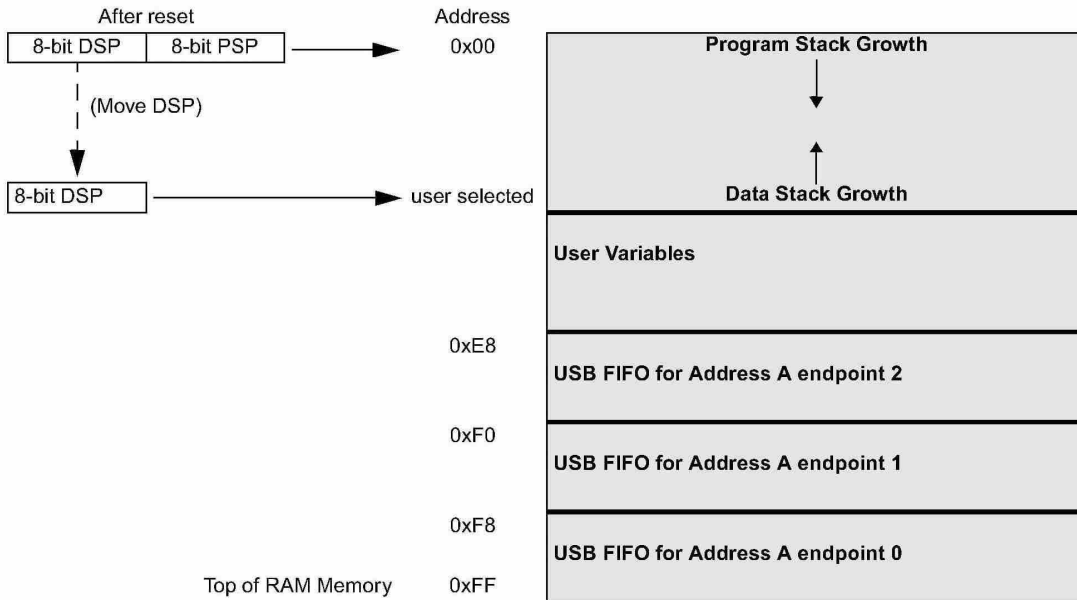 After reset
Address
8-bit DSP 8-bit PSP
0x00
Program Stack Growth
(Move DSP)
8-bit DSP
user selected
Data Stack Growth
User Variables
0xE8
USB FIFO for Address A endpoint 2
0xF0
USB FIFO for Address A endpoint 1
0xF8
USB FIFO for Address A endpoint 0
Top of RAM Memory
0xFF